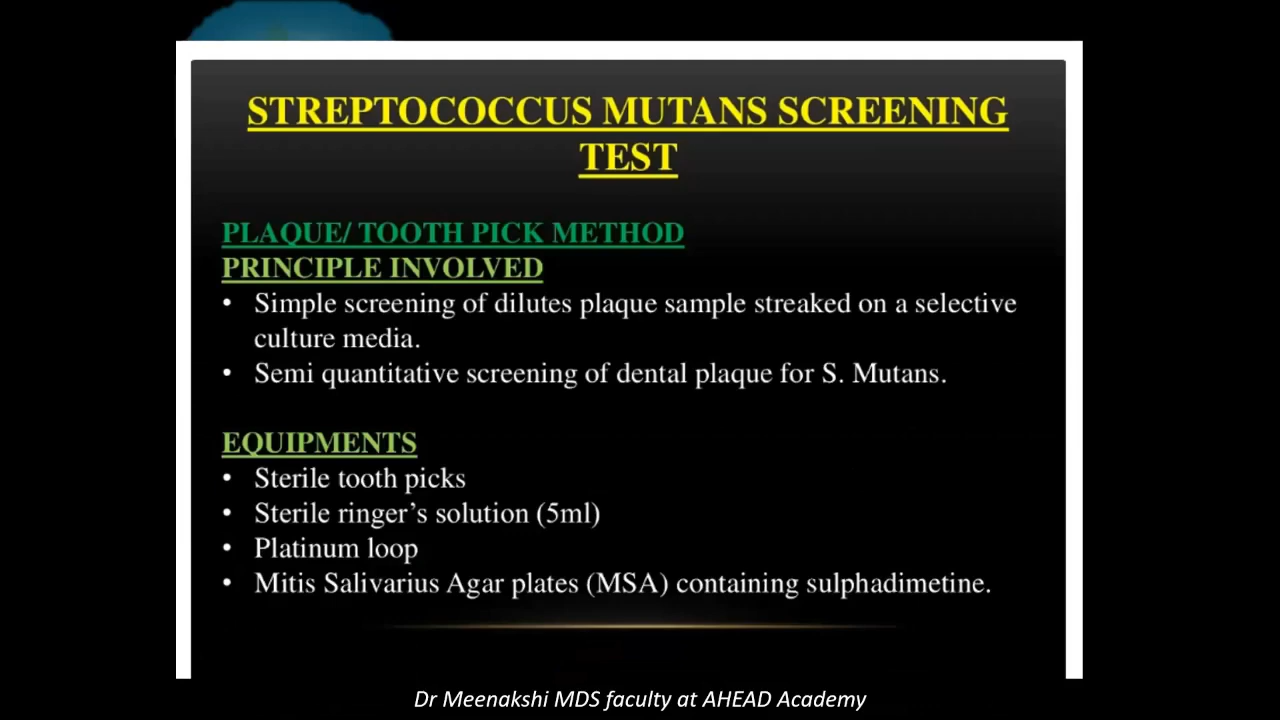 STREPTOCOCCUS MUTANS SCREENING
TEST
PLAQUE/ TOOTH PICK METHOD
PRINCIPLE INVOLVED
• Simple screening of dilutes plaque sample streaked on a selective
culture media.
• Semi quantitative screening of dental plaque for S. Mutans.
EQUIPMENTS
• Sterile tooth picks
• Sterile ringer's solution (5ml)
• Platinum loop
• Mitis Salivarius Agar plates (MSA) containing sulphadimetine.
Dr Meenakshi MDS faculty at AHEAD Academy